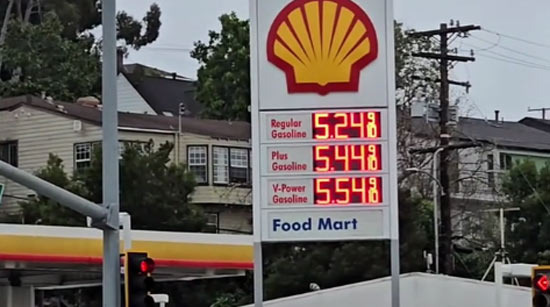 Regular
Gasoline
5.24 9/10
Plus
Gasoline
5.44 9/10
V-Power
Gasoline
5.54 9/10
Food Mart